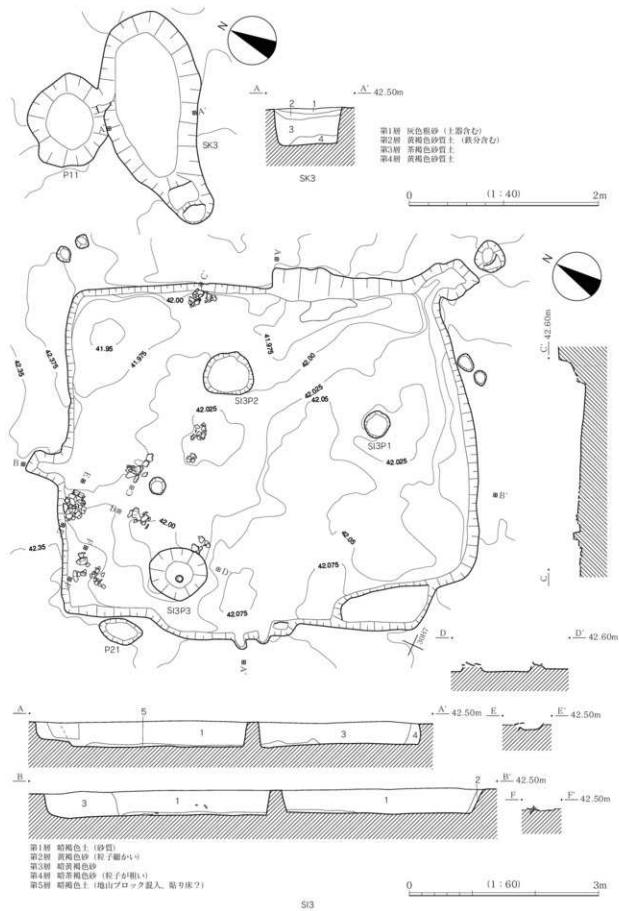 N
A'
A
P11
SK3
A A' 42.50m
2 1
3
4
SK3
第1層 灰色粗砂（土器含む）
第2層 黄褐色砂質土（鉄分含む）
第3層 茶褐色砂質土
第4層 黄褐色砂質土
0 (1：40) 2m
N
A
C'
42.00
41.95
41.975
42.375
42.35
41.975
42.00
42.025
42.05
SI3P2
42.025
SI3P1
42.025
B
E
C
D
B'
42.00
42.35
F
D'
42.05
SI3P3
42.075
42.075
P21
A'
C' 42.60m
C
D D' 42.60m
A A' 42.50m
5
1
3
4
E E' 42.50m
B B' 42.50m
3
1
1
2
F F' 42.50m
第1層 暗褐色土（砂質）
第2層 黄褐色砂（粒子細かい）
第3層 暗黄褐色砂
第4層 暗茶褐色砂（粒子が粗い）
第5層 暗褐色土（地山ブロック混入、貼り床？）
0 (1：60) 3m
SI3